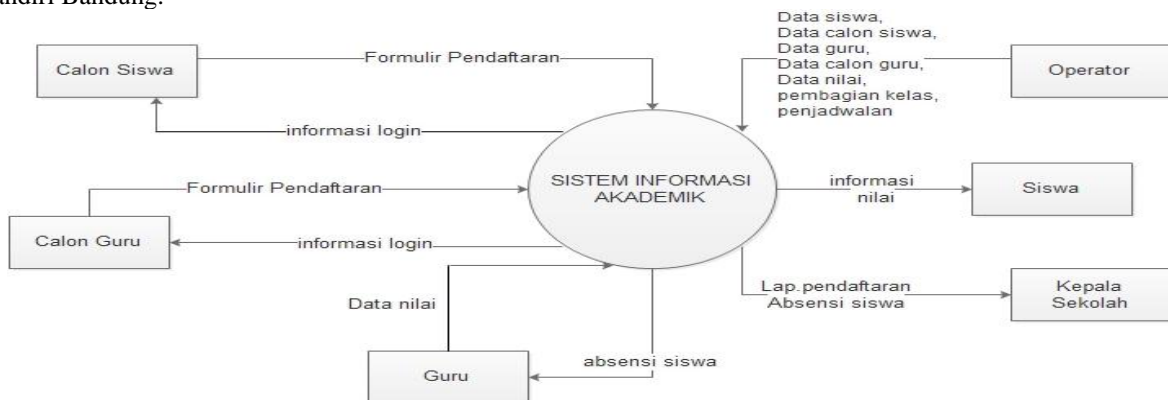 andiri Bandung.
Data siswa,
Data calon siswa,
Data guru,
Data calon guru,
Data nilai,
pembagian kelas,
penjadwalan
Formulir Pendaftaran
Calon Siswa
Operator
informasi login
SISTEM INFORMASI
AKADEMIK
informasi
nilai
Siswa
Formulir Pendaftaran
Calon Guru
informasi login
Data nilai
Lap.pendaftaran
Absensi siswa
Kepala
Sekolah
absensi siswa
Guru